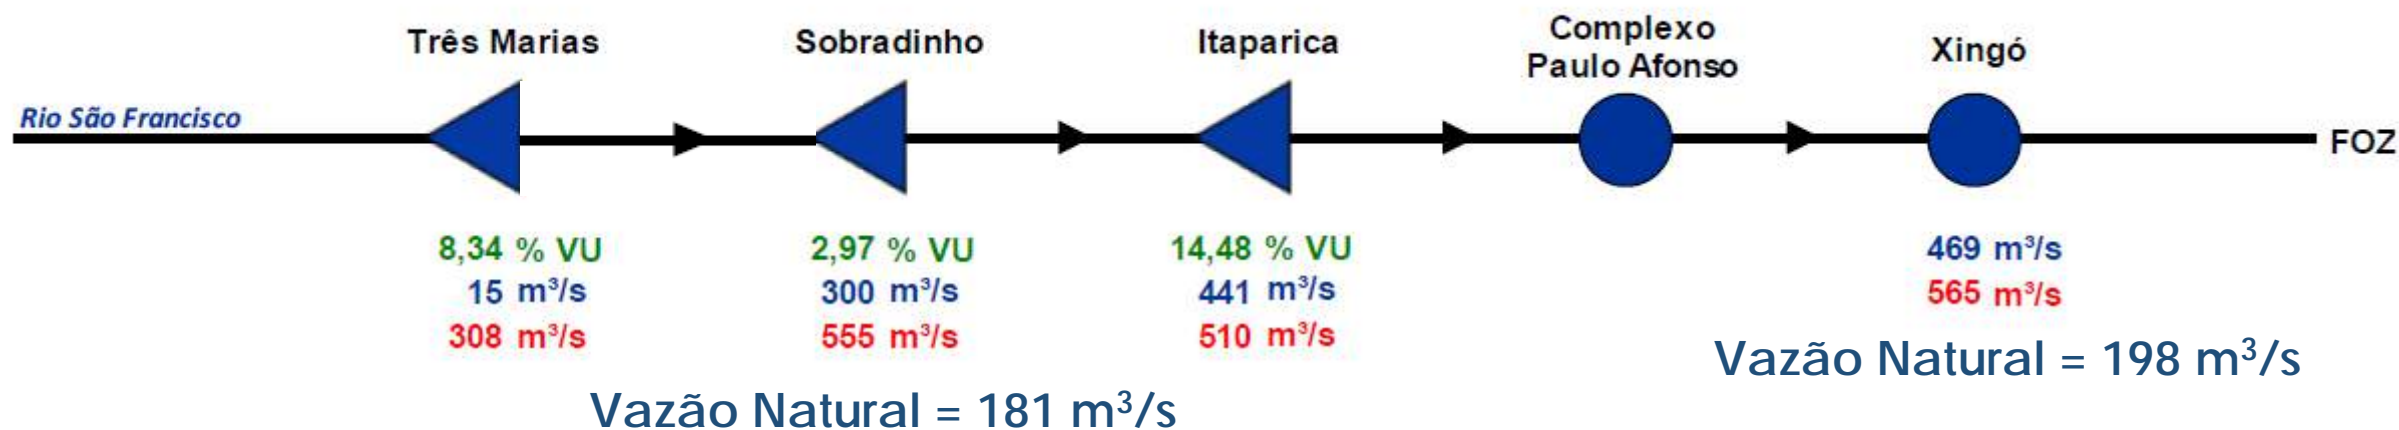 Três Marias
Sobradinho
Itaparica
Complexo
Paulo Afonso
Xingó
Rio São Francisco
FOZ
8,34 % VU
15 m³/s
308 m³/s
2,97 % VU
300 m³/s
555 m³/s
14,48 % VU
441 m³/s
510 m³/s
469 m³/s
565 m³/s
Vazão Natural = 198 m³/s
Vazão Natural = 181 m³/s